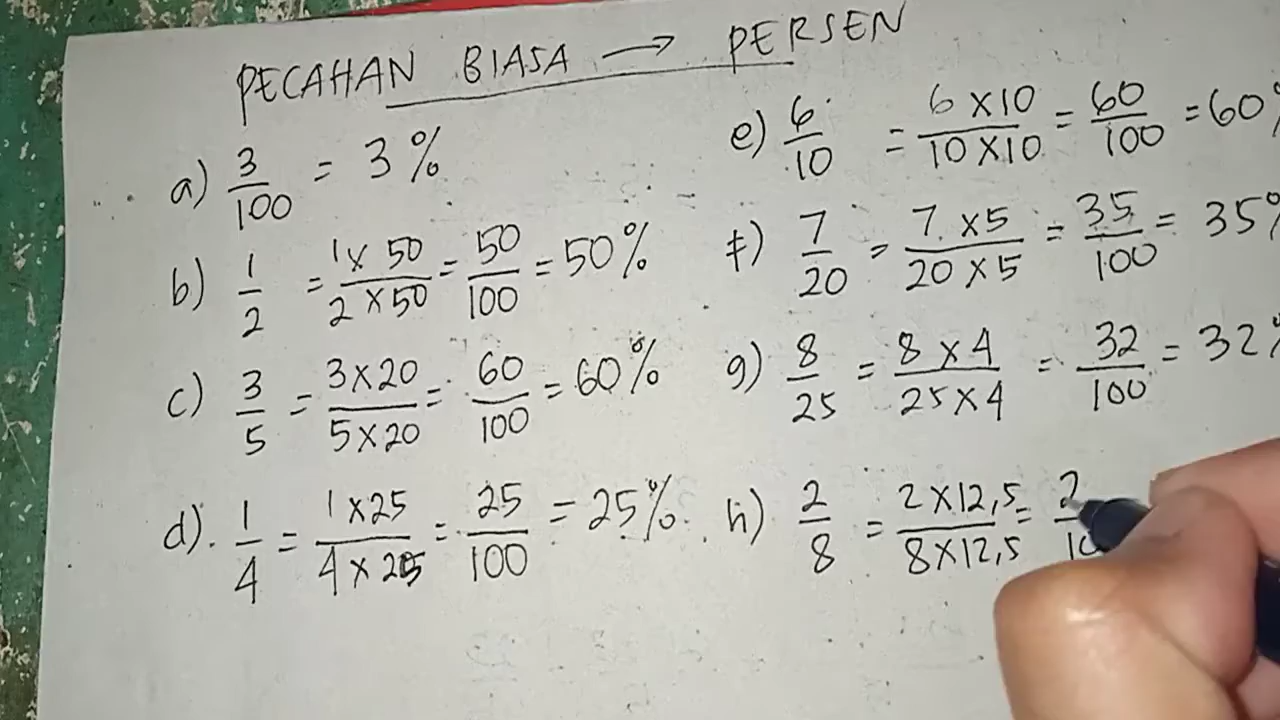 PECAHAN BIASA → PERSEN
a) 3/100 = 3%
b) 1/2 = 1 x 50 / 2 x 50 = 50/100 = 50%
c) 3/5 = 3 x 20 / 5 x 20 = 60/100 = 60%
d). 1/4 = 1 x 25 / 4 x 25 = 25/100 = 25%.
e) 6/10 = 6 x 10 / 10 x 10 = 60/100 = 60%
f) 7/20 = 7 x 5 / 20 x 5 = 35/100 = 35%
g) 8/25 = 8 x 4 / 25 x 4 = 32/100 = 32%
h) 2/8 = 2 x 12,5 / 8 x 12,5 = 2/10